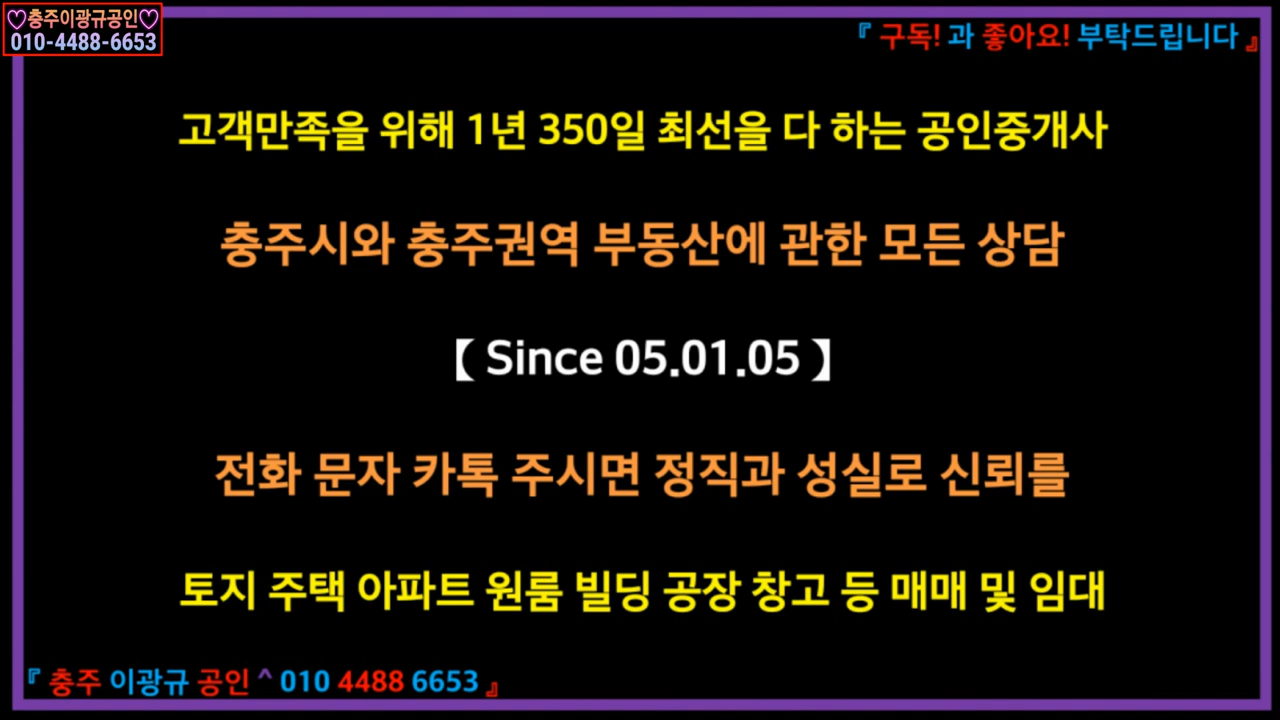 ♡충주이광규공인♡
010-4488-6653
『 구독! 과 좋아요! 부탁드립니다 』
고객만족을 위해 1년 350일 최선을 다 하는 공인중개사
충주시와 충주권역 부동산에 관한 모든 상담
【 Since 05.01.05 】
전화 문자 카톡 주시면 정직과 성실로 신뢰를
토지 주택 아파트 원룸 빌딩 공장 창고 등 매매 및 임대
『 충주 이광규 공인 ^ 010 4488 6653 』